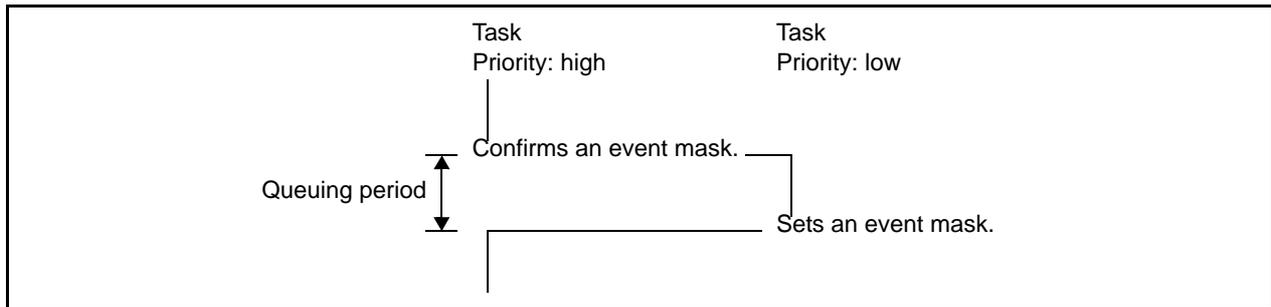 Task
Priority: high
Task
Priority: low
Confirms an event mask.
Queuing period
Sets an event mask.